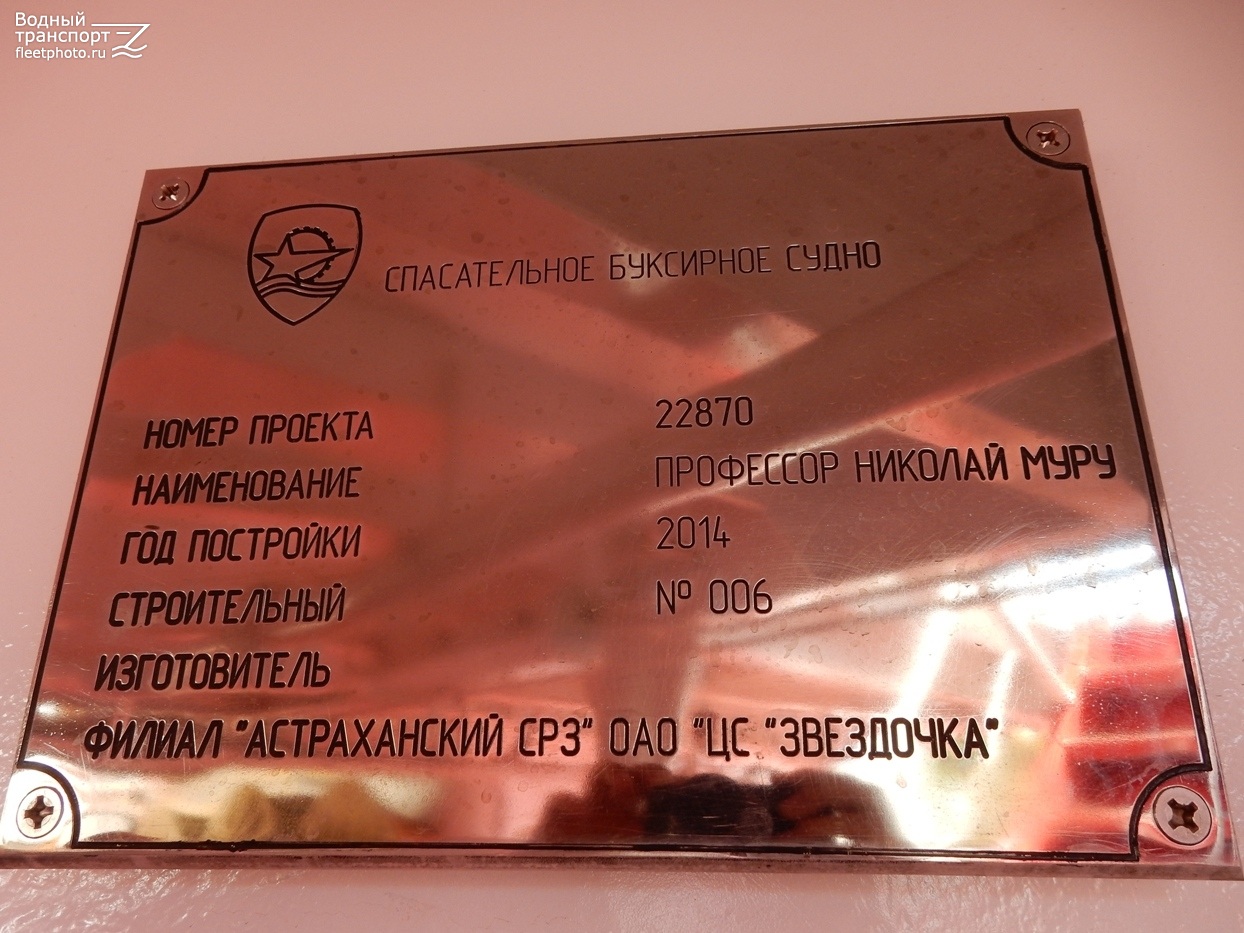 Водный
транспорт
fleetphoto.ru
СПАСАТЕЛЬНОЕ БУКСИРНОЕ СУДНО
НОМЕР ПРОЕКТА 22870
НАИМЕНОВАНИЕ ПРОФЕССОР НИКОЛАЙ МУРУ
ГОД ПОСТРОЙКИ 2014
СТРОИТЕЛЬНЫЙ № 006
ИЗГОТОВИТЕЛЬ
ФИЛИАЛ "АСТРАХАНСКИЙ СРЗ" ОАО "ЦС "ЗВЕЗДОЧКА"